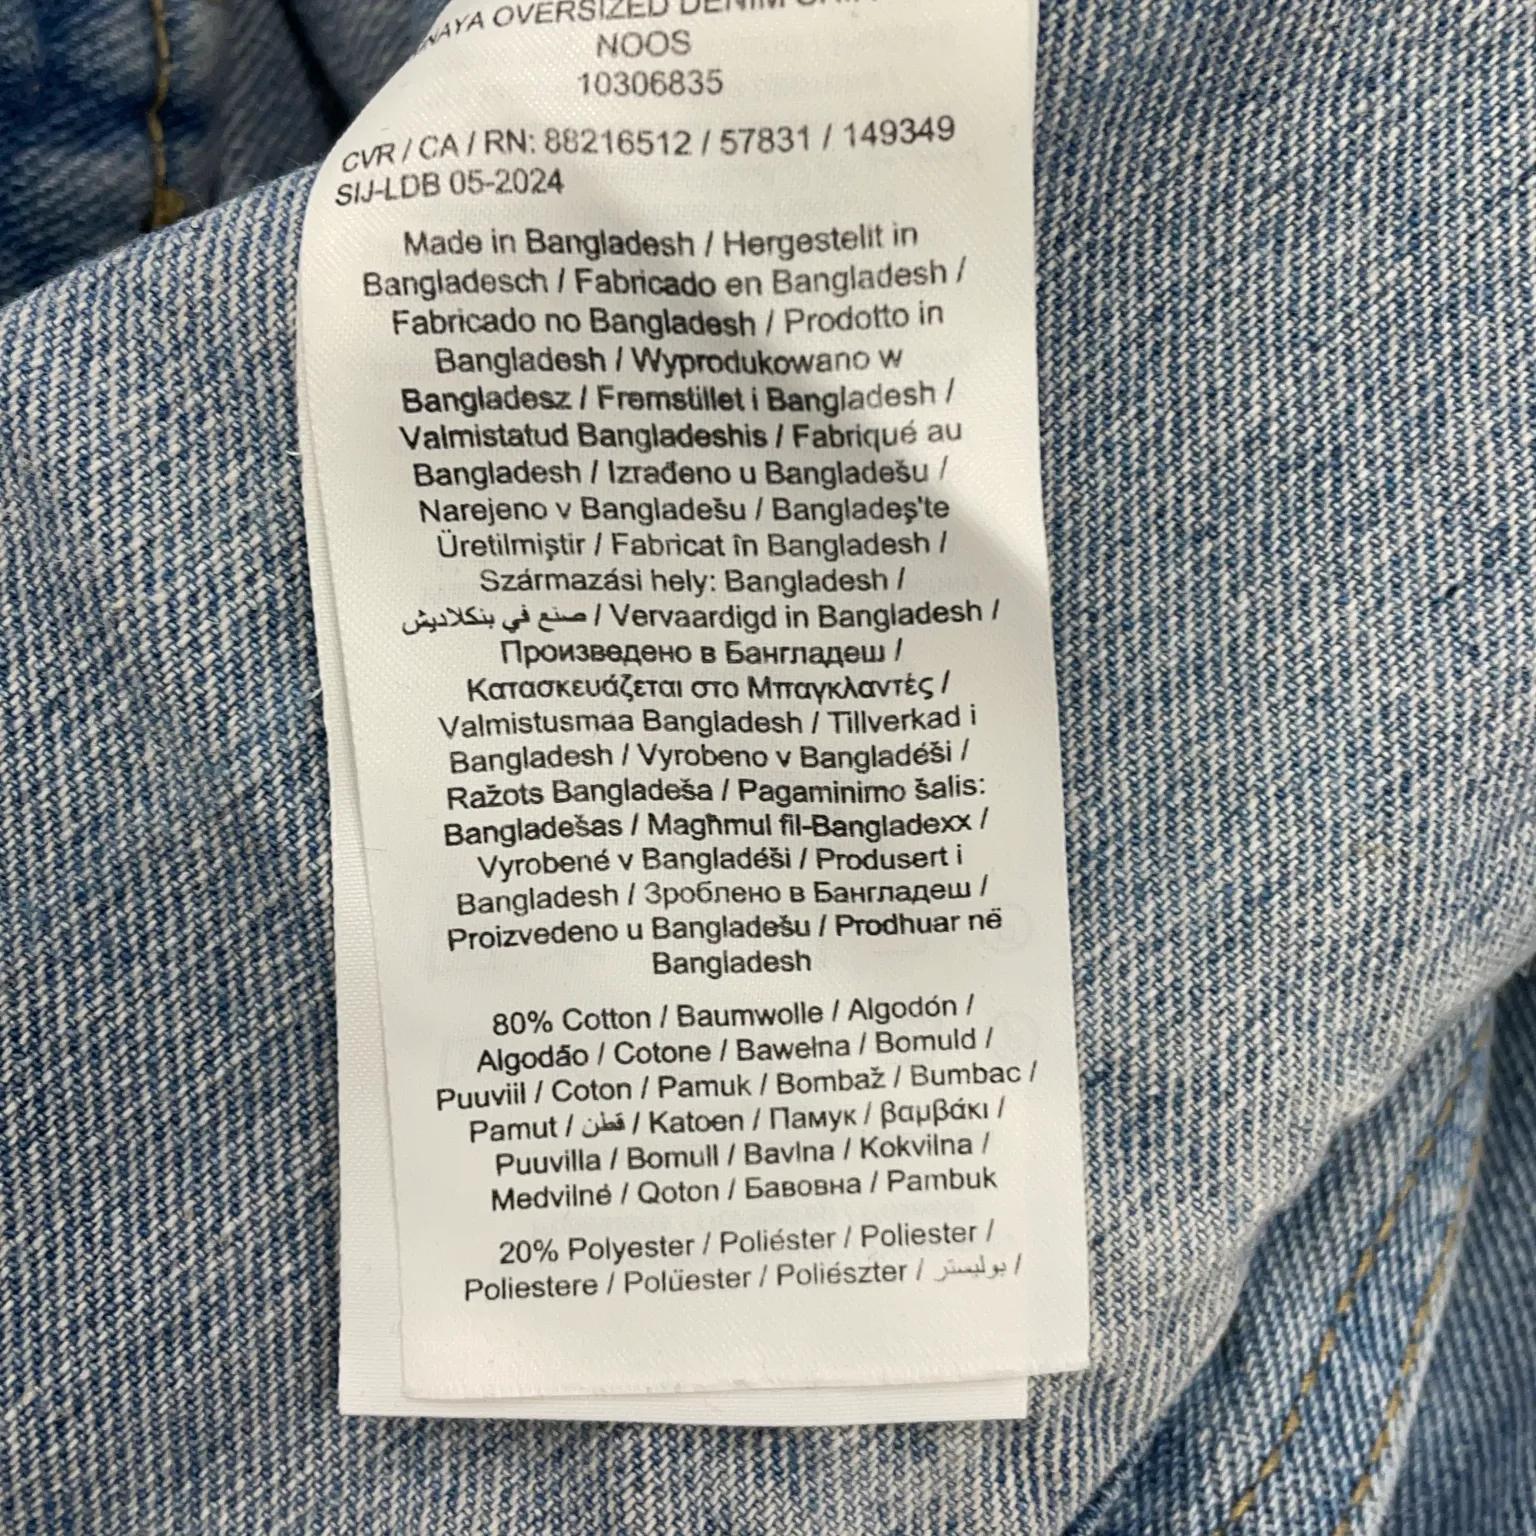 OVERSIZED DENIM
NOOS
10306835
CVR / CA / RN: 88216512 / 57831 / 149349
SIJ-LDB 05-2024
Made in Bangladesh / Hergestellt in
Bangladesch / Fabricado en Bangladesh /
Fabricado no Bangladesh / Prodotto in
Bangladesh / Wyprodukowano w
Bangladesz / Fremstillet i Bangladesh /
Valmistatud Bangladeshis / Fabriqué au
Bangladesh / Izrađeno u Bangladešu /
Narejeno v Bangladešu / Bangladeş'te
Üretilmiştir / Fabricat în Bangladesh /
Származási hely: Bangladesh /
صنع في بنكلاديش / Vervaardigd in Bangladesh /
Произведено в Бангладеш /
Κατασκευάζεται στο Μπαγκλαντές /
Valmistusmaa Bangladesh / Tillverkad i
Bangladesh / Vyrobeno v Bangladéši /
Ražots Bangladeša / Pagaminimo šalis:
Bangladešas / Magħmul fil-Bangladexx /
Vyrobené v Bangladéši / Produsert i
Bangladesh / Зроблено в Бангладеш /
Proizvedeno u Bangladešu / Prodhuar në
Bangladesh
80% Cotton / Baumwolle / Algodón /
Algodão / Cotone / Bawełna / Bomuld /
Puuviil / Coton / Pamuk / Bombaž / Bumbac /
Pamut / قطن / Katoen / Памук / βαμβάκι /
Puuvilla / Bomull / Bavlna / Kokvilna /
Medvilné / Qoton / Бавовна / Pambuk
20% Polyester / Poliéster / Poliester /
Poliestere / Polüester / Poliészter / بوليستر /